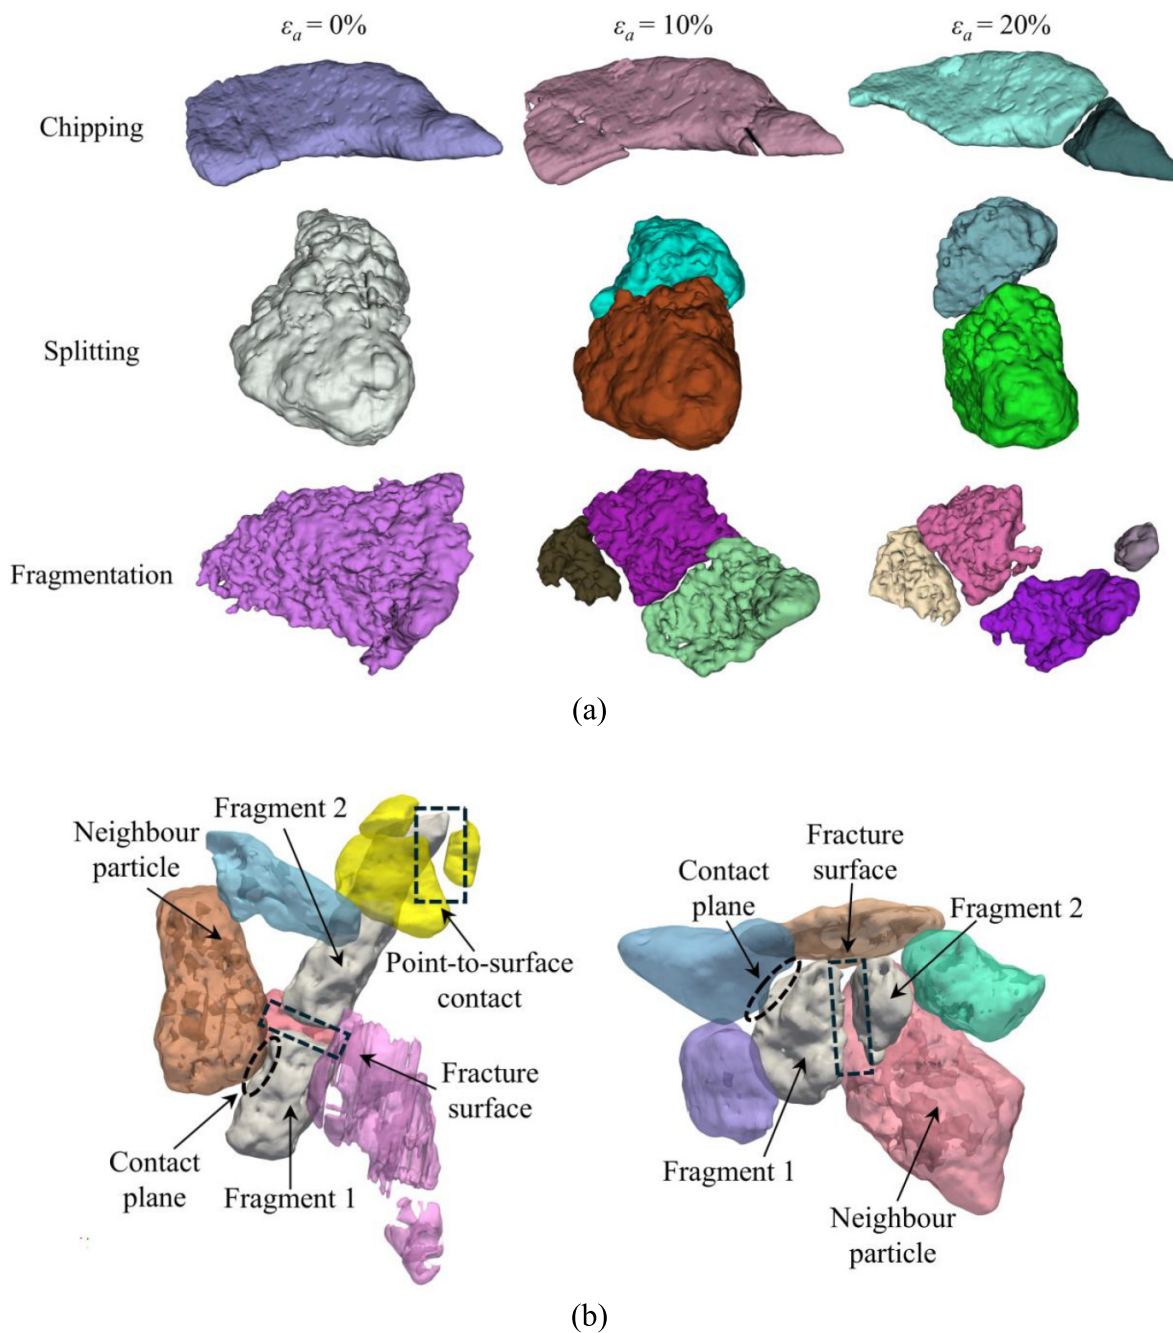 εa = 0%
εa = 10%
εa = 20%
Chipping
Splitting
Fragmentation
(a)
Fragment 2
Neighbour
particle
Point-to-surface
contact
Fracture
surface
Contact
plane
Fragment 1
Fracture
surface
Contact
plane
Fragment 2
Fragment 1
Neighbour
particle
(b)